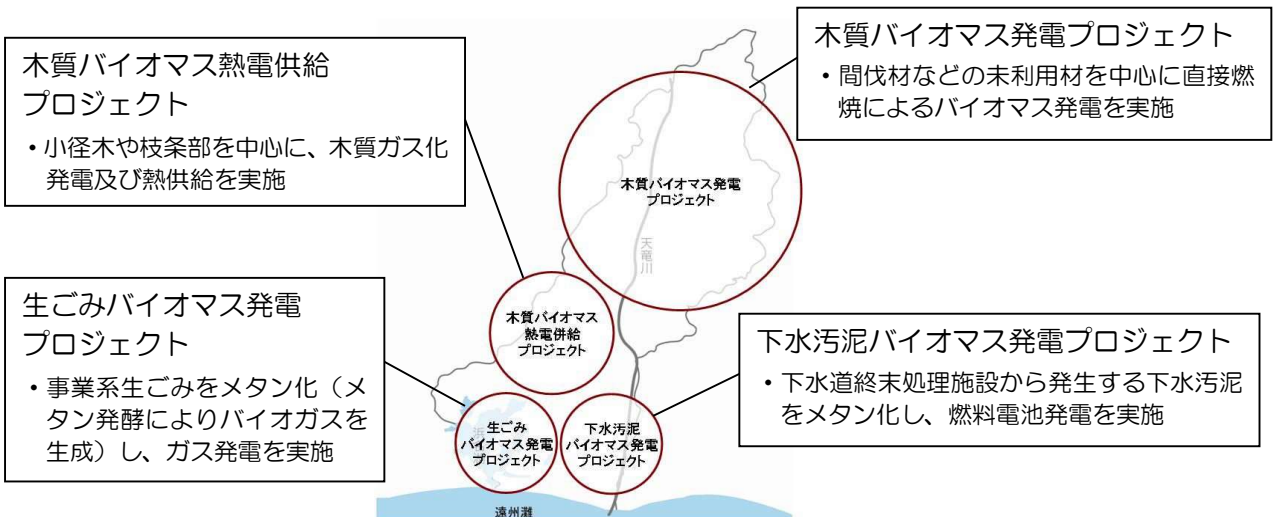 木質バイオマス熱電供給
プロジェクト
・小径木や枝条部を中心に、木質ガス化
発電及び熱供給を実施
木質バイオマス発電プロジェクト
・間伐材などの未利用材を中心に直接燃
焼によるバイオマス発電を実施
木質バイオマス発電
プロジェクト
天竜川
木質バイオマス
熱電併給
プロジェクト
生ごみバイオマス発電
プロジェクト
・事業系生ごみをメタン化（メ
タン発酵によりバイオガスを
生成）し、ガス発電を実施
生ごみ
バイオマス発電
プロジェクト
下水汚泥
バイオマス発電
プロジェクト
下水汚泥バイオマス発電プロジェクト
・下水道終末処理施設から発生する下水汚泥
をメタン化し、燃料電池発電を実施
遠州灘